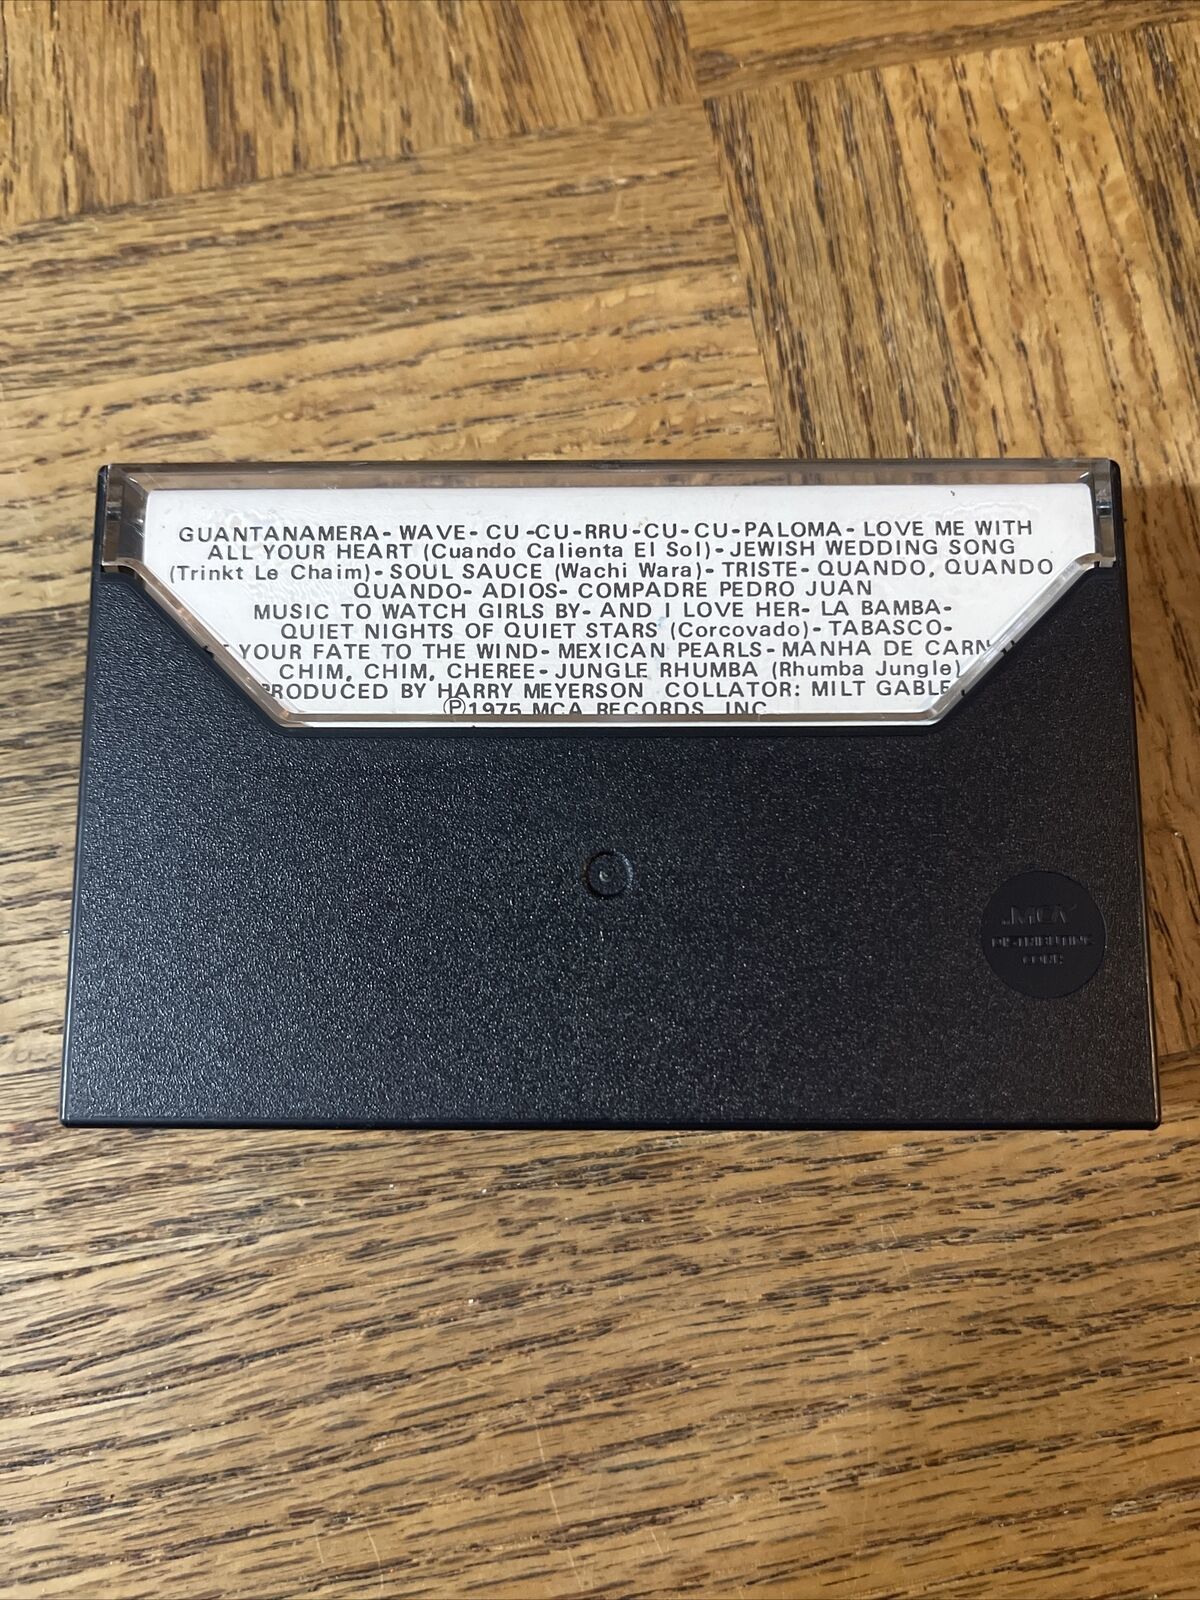 GUANTANAMERA- WAVE- CU-CU-RRU-CU-CU-PALOMA- LOVE ME WITH
ALL YOUR HEART (Cuando Calienta El Sol)- JEWISH WEDDING SONG
(Trinkt Le Chaim)- SOUL SAUCE (Wachi Wara)- TRISTE- QUANDO, QUANDO
QUANDO- ADIOS- COMPADRE PEDRO JUAN
MUSIC TO WATCH GIRLS BY- AND I LOVE HER- LA BAMBA-
QUIET NIGHTS OF QUIET STARS (Corcovado)- TABASCO-
YOUR FATE TO THE WIND- MEXICAN PEARLS- MANHA DE CARN
CHIM, CHIM, CHEREE- JUNGLE RHUMBA (Rhumba Jungle)
PRODUCED BY HARRY MEYERSON COLLATOR: MILT GABLE
Ⓟ1975 MCA RECORDS, INC
MCA
DISTRIBUTING
CORP.